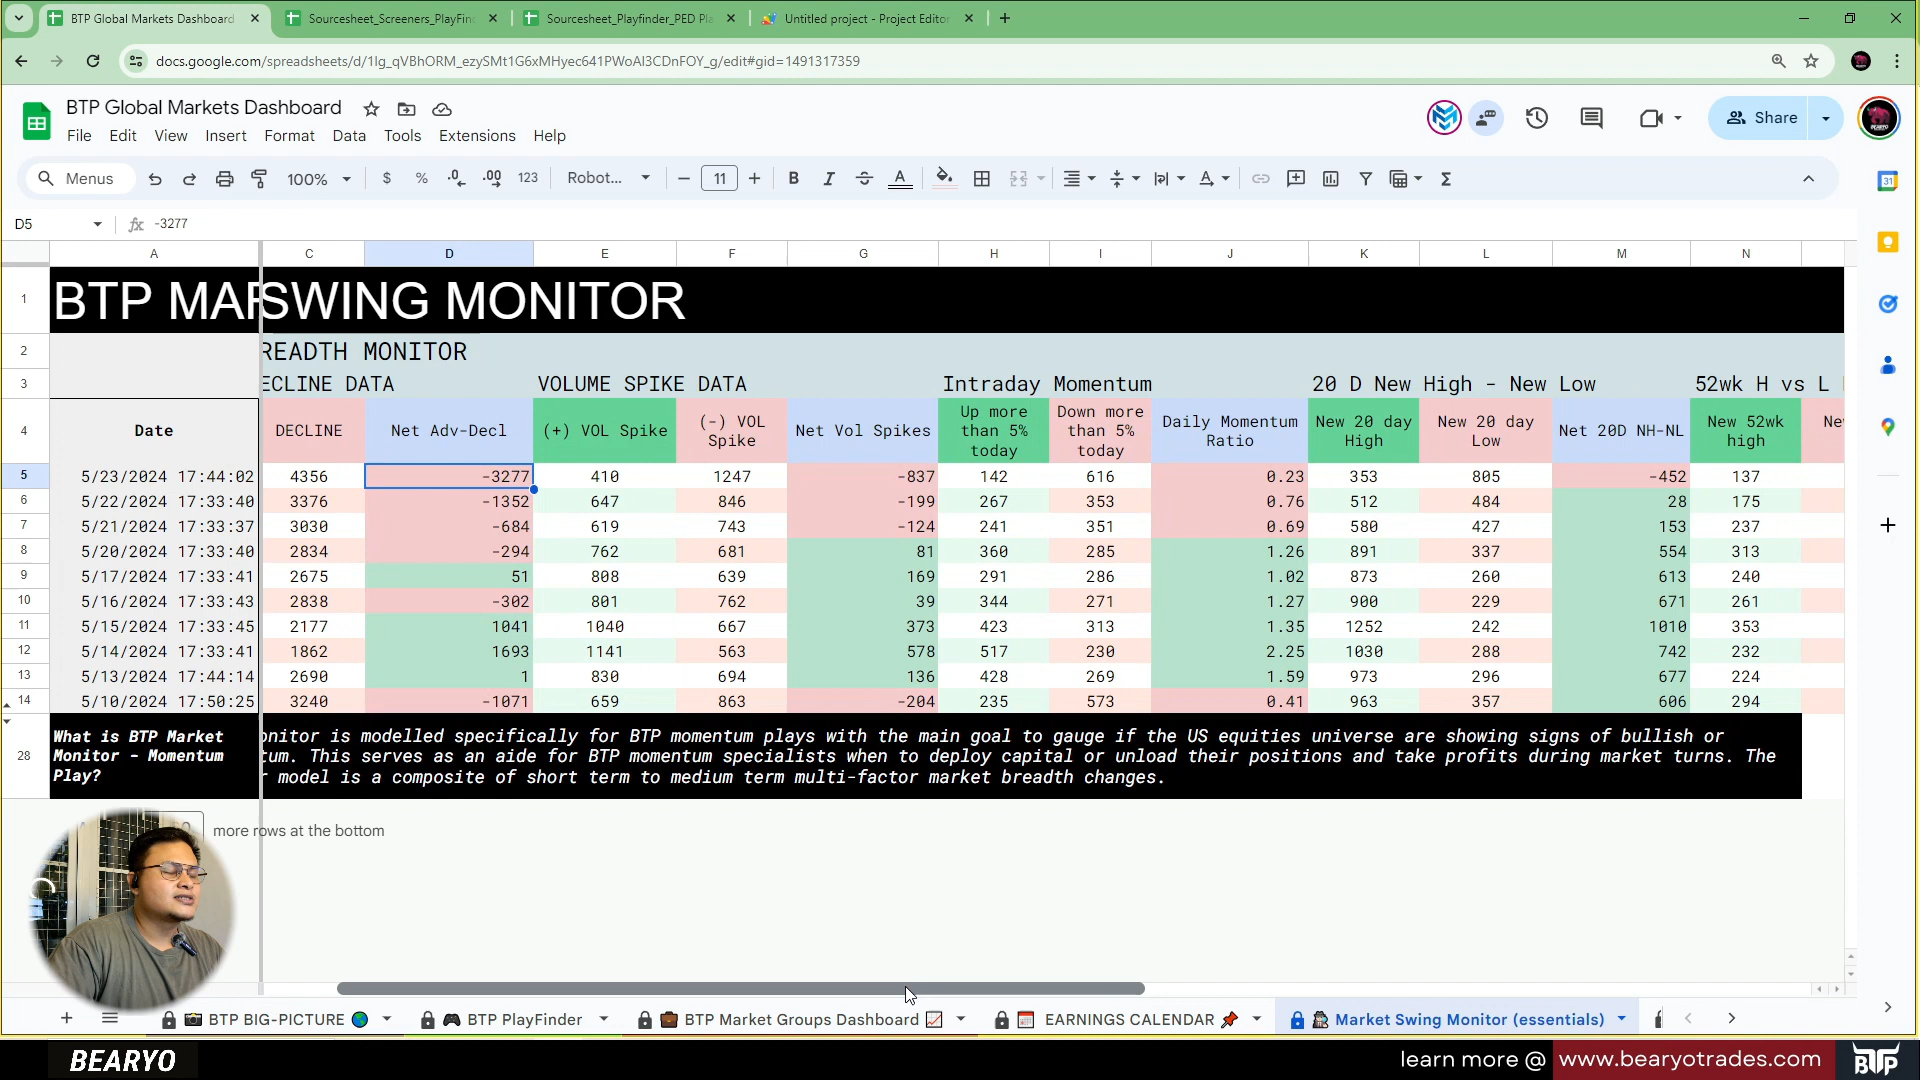 BTP Global Markets Dashboard
Sourcesheet_Screeners_PlayFin
Sourcesheet_Playfinder_PED Pl
Untitled project - Project Editor
docs.google.com/spreadsheets/d/1Ig_qVBhORM_ezySMt1G6xMHyec641PWoAI3CDnFOY_g/edit#gid=1491317359
BTP Global Markets Dashboard
Share
File Edit View Insert Format Data Tools Extensions Help
Menus 100% $ % .0 .00 123 Robot... 11 B I A
D5 fx -3277
A C D E F G H I J K L M N
1 BTP MAR SWING MONITOR
2 READTH MONITOR
3 ECLINE DATA VOLUME SPIKE DATA Intraday Momentum 20 D New High - New Low 52wk H vs L
4 Date DECLINE Net Adv-Decl (+) VOL Spike (-) VOL Spike Net Vol Spikes Up more than 5% today Down more than 5% today Daily Momentum Ratio New 20 day High New 20 day Low Net 20D NH-NL New 52wk high Ne
5 5/23/2024 17:44:02 4356 -3277 410 1247 -837 142 616 0.23 353 805 -452 137
6 5/22/2024 17:33:40 3376 -1352 647 846 -199 267 353 0.76 512 484 28 175
7 5/21/2024 17:33:37 3030 -684 619 743 -124 241 351 0.69 580 427 153 237
8 5/20/2024 17:33:40 2834 -294 762 681 81 360 285 1.26 891 337 554 313
9 5/17/2024 17:33:41 2675 51 808 639 169 291 286 1.02 873 260 613 240
10 5/16/2024 17:33:43 2838 -302 801 762 39 344 271 1.27 900 229 671 261
11 5/15/2024 17:33:45 2177 1041 1040 667 373 423 313 1.35 1252 242 1010 353
12 5/14/2024 17:33:41 1862 1693 1141 563 578 517 230 2.25 1030 288 742 232
13 5/13/2024 17:44:14 2690 1 830 694 136 428 269 1.59 973 296 677 224
14 5/10/2024 17:50:25 3240 -1071 659 863 -204 235 573 0.41 963 357 606 294
28
What is BTP Market
Monitor - Momentum
Play?
onitor is modelled specifically for BTP momentum plays with the main goal to gauge if the US equities universe are showing signs of bullish or
tum. This serves as an aide for BTP momentum specialists when to deploy capital or unload their positions and take profits during market turns. The
r model is a composite of short term to medium term multi-factor market breadth changes.
more rows at the bottom
BTP BIG-PICTURE
BTP PlayFinder
BTP Market Groups Dashboard
EARNINGS CALENDAR
Market Swing Monitor (essentials)
BEARYO
learn more @ www.bearyotrades.com
BTP